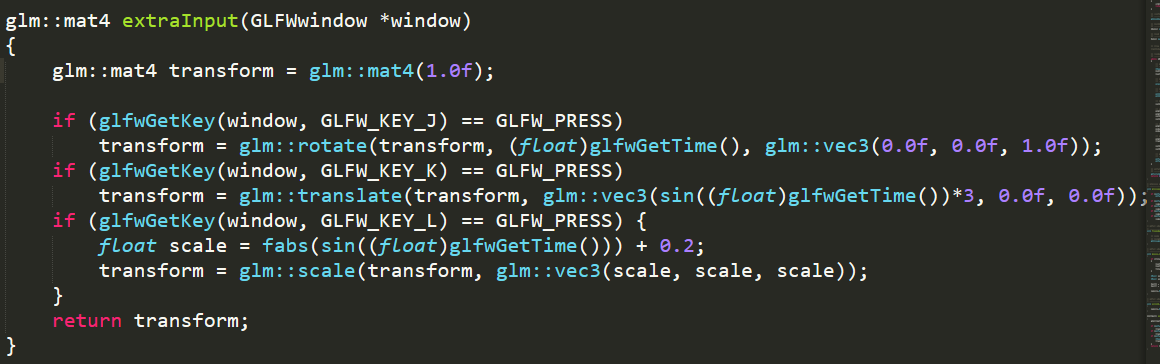 glm::mat4 extraInput(GLFWwindow *window)
{
    glm::mat4 transform = glm::mat4(1.0f);

    if (glfwGetKey(window, GLFW_KEY_J) == GLFW_PRESS)
        transform = glm::rotate(transform, (float)glfwGetTime(), glm::vec3(0.0f, 0.0f, 1.0f));
    if (glfwGetKey(window, GLFW_KEY_K) == GLFW_PRESS)
        transform = glm::translate(transform, glm::vec3(sin((float)glfwGetTime())*3, 0.0f, 0.0f));
    if (glfwGetKey(window, GLFW_KEY_L) == GLFW_PRESS) {
        float scale = fabs(sin((float)glfwGetTime())) + 0.2;
        transform = glm::scale(transform, glm::vec3(scale, scale, scale));
    }
    return transform;
}